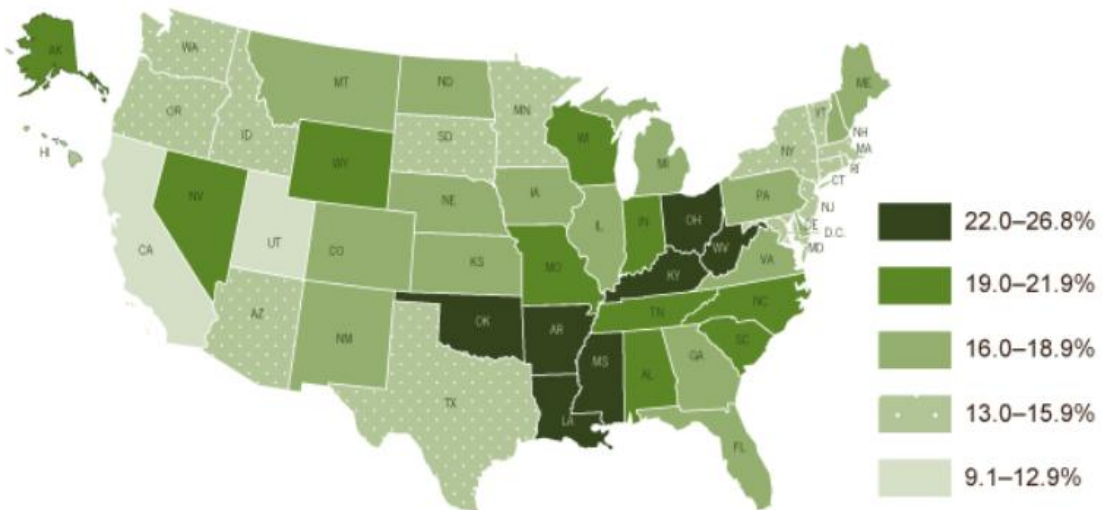 AK
WA
MT
ND
MN
ME
OR
ID
SD
WI
VT
NH
HI
WY
MI
NY
MA
RI
CT
NV
NE
IA
PA
NJ
CA
UT
CO
IL
IN
OH
DE
D.C.
MD
22.0–26.8%
KS
MO
WV
VA
KY
19.0–21.9%
AZ
NM
OK
AR
TN
NC
SC
16.0–18.9%
TX
MS
AL
GA
LA
13.0–15.9%
FL
9.1–12.9%